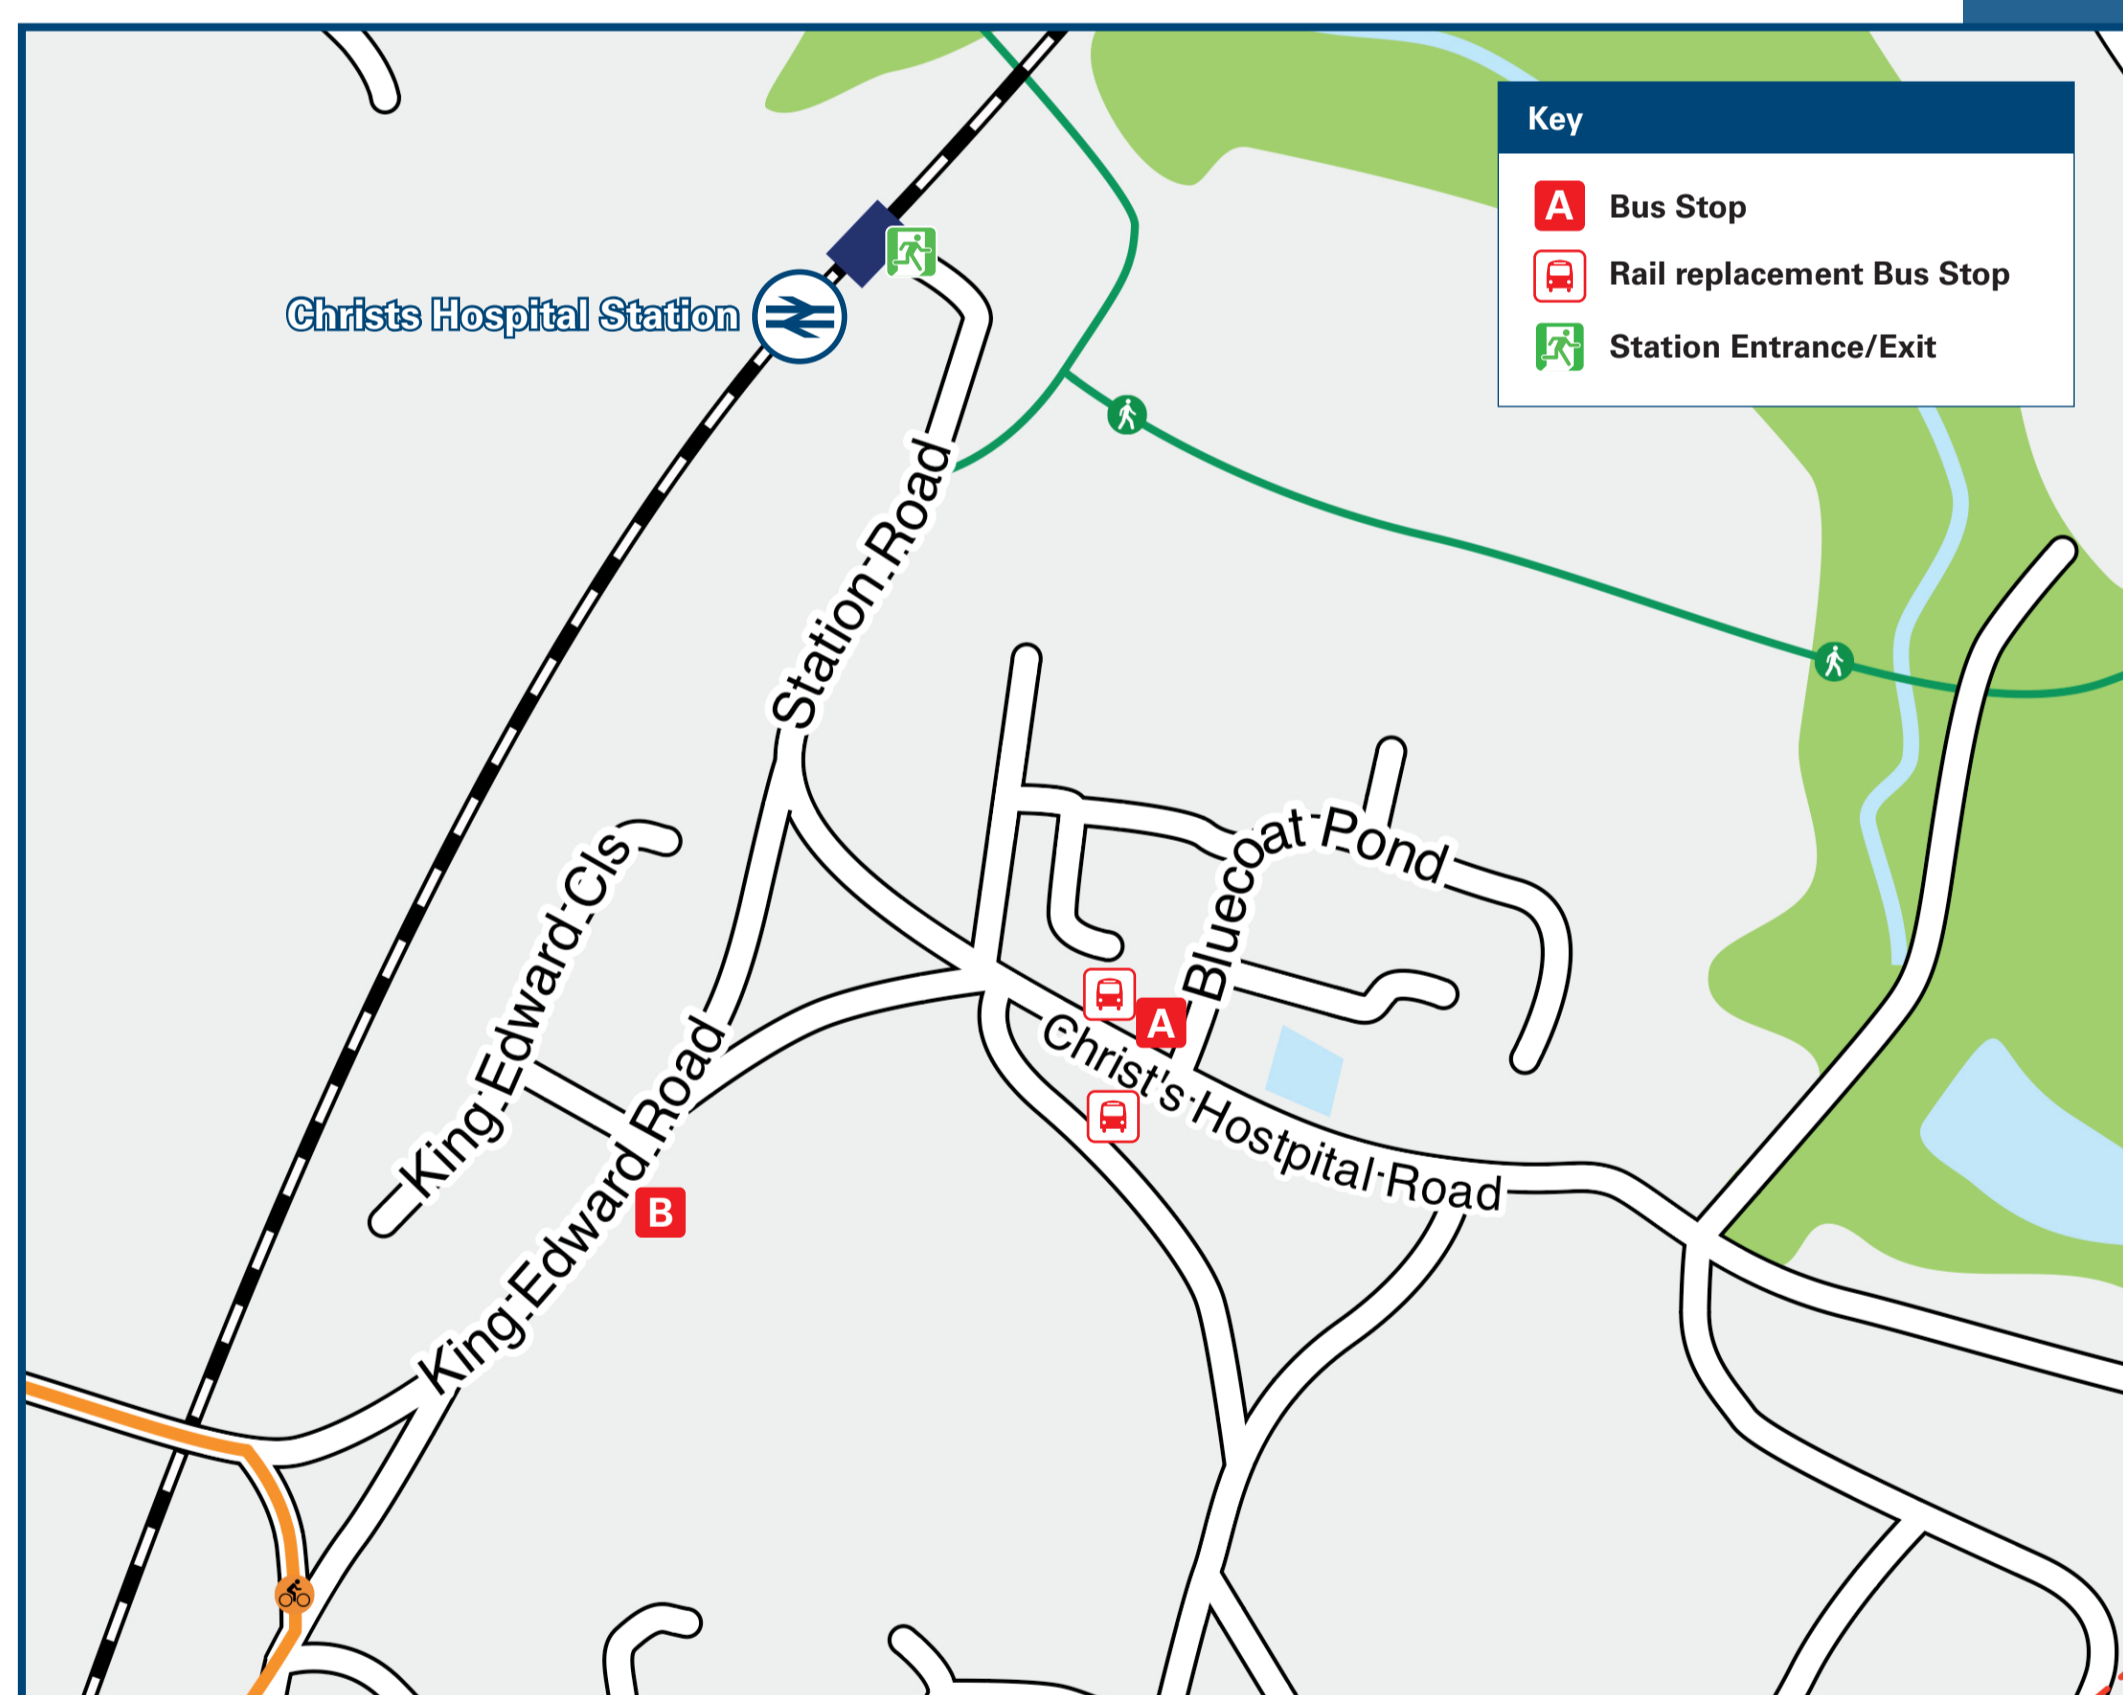 Key
A Bus Stop
Rail replacement Bus Stop
Station Entrance/Exit
Christs Hospital Station
Station Road
Bluecoat Pond
King Edward Cls
A
Christ's Hostpital Road
King Edward Road
B